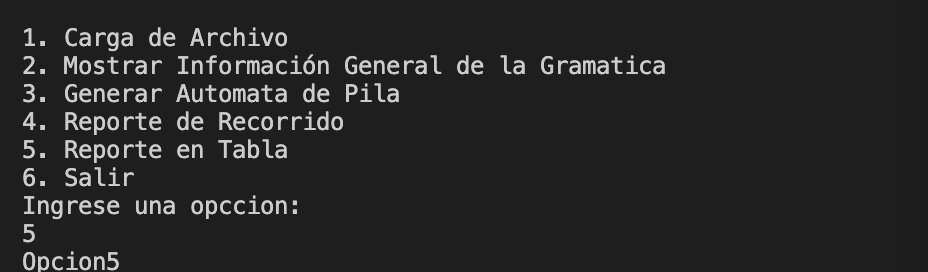 1. Carga de Archivo
2. Mostrar Información General de la Gramatica
3. Generar Automata de Pila
4. Reporte de Recorrido
5. Reporte en Tabla
6. Salir
Ingrese una opccion:
5
Opcion5